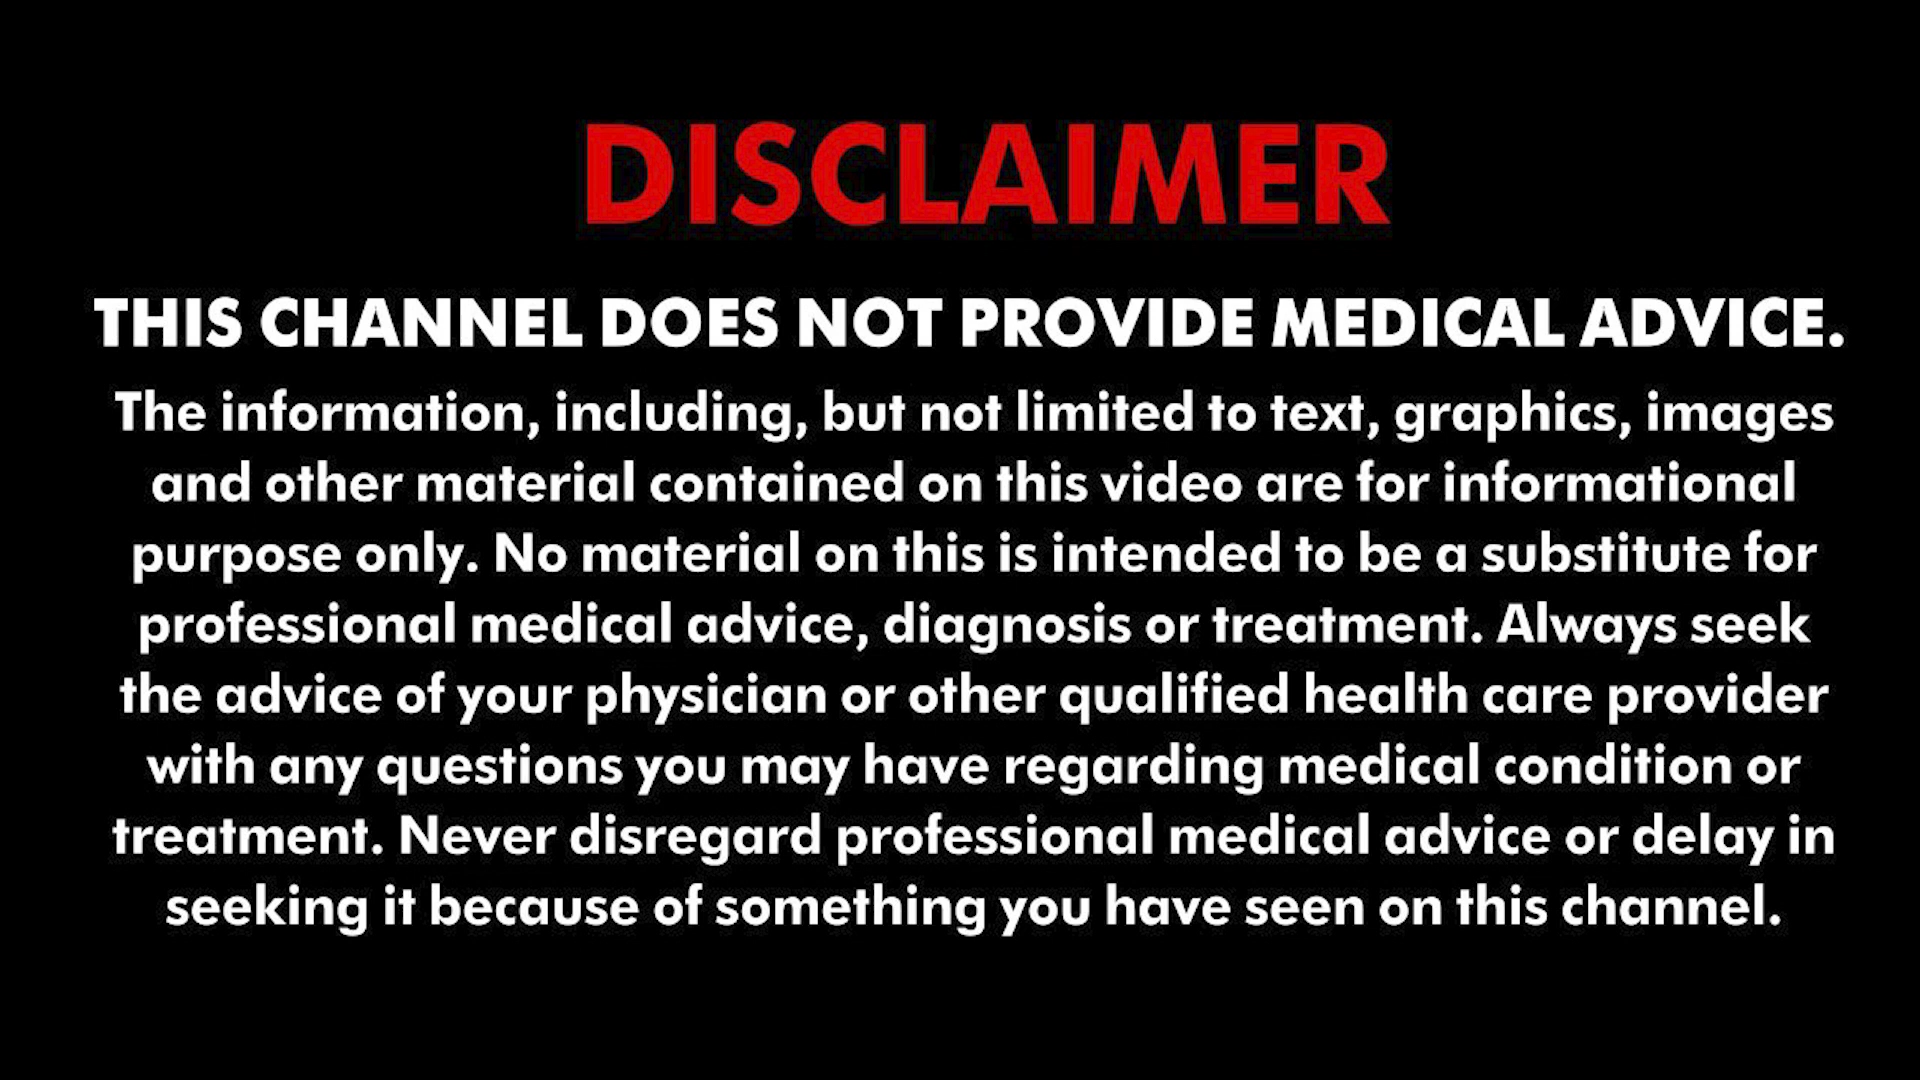 DISCLAIMER
THIS CHANNEL DOES NOT PROVIDE MEDICAL ADVICE.
The information, including, but not limited to text, graphics, images
and other material contained on this video are for informational
purpose only. No material on this is intended to be a substitute for
professional medical advice, diagnosis or treatment. Always seek
the advice of your physician or other qualified health care provider
with any questions you may have regarding medical condition or
treatment. Never disregard professional medical advice or delay in
seeking it because of something you have seen on this channel.